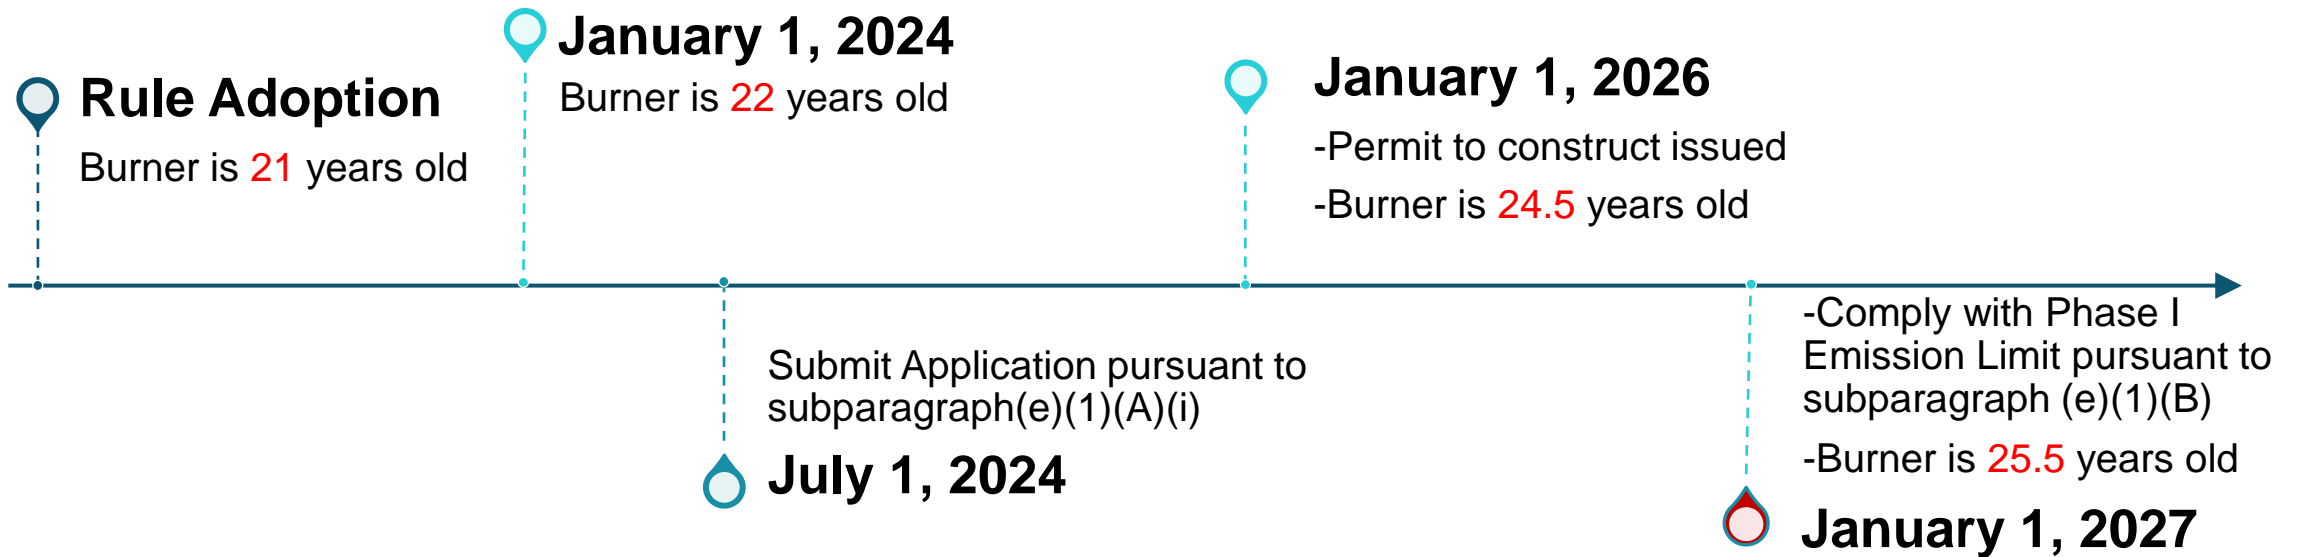 Rule Adoption
Burner is 21 years old
January 1, 2024
Burner is 22 years old
Submit Application pursuant to
subparagraph(e)(1)(A)(i)
July 1, 2024
January 1, 2026
-Permit to construct issued
-Burner is 24.5 years old
-Comply with Phase I
Emission Limit pursuant to
subparagraph (e)(1)(B)
-Burner is 25.5 years old
January 1, 2027